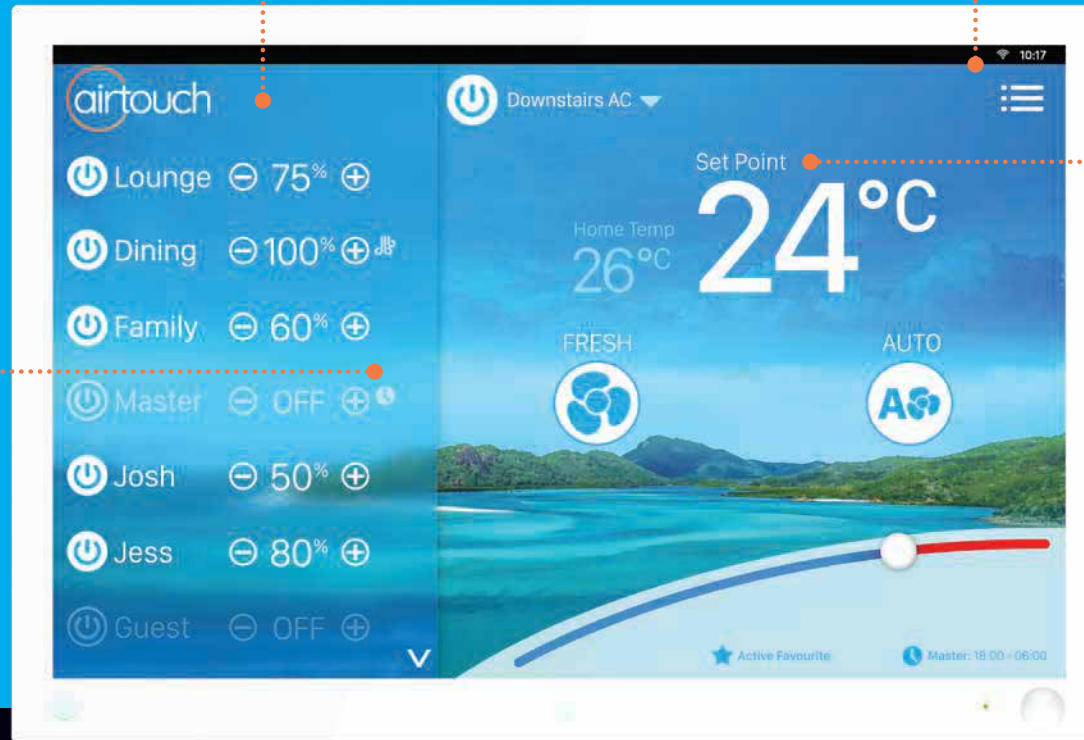 10:17
airtouch
Downstairs AC
Lounge 75%
Dining 100%
Family 60%
Master OFF
Josh 50%
Jess 80%
Guest OFF
Set Point
24°C
Home Temp
26°C
FRESH
AUTO
A
Active Favourite
Master: 18:00 - 06:00